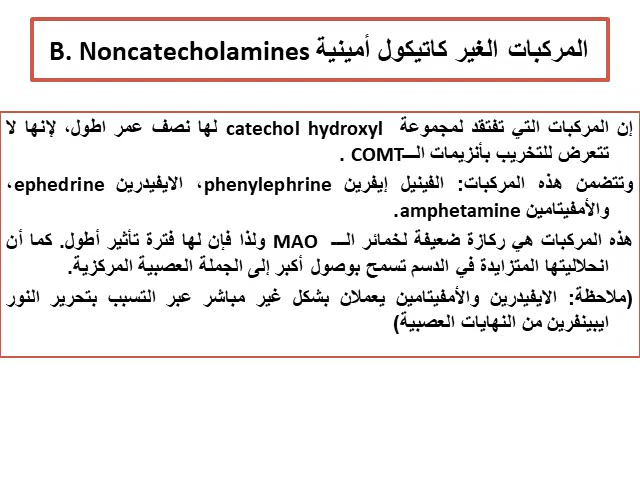 B. Noncatecholamines المركبات الغير كاتيكول أمينية
إن المركبات التي تفتقد لمجموعة catechol hydroxyl لها نصف عمر اطول، لإنها لا
تتعرض للتخريب بأنزيمات الـCOMT .
وتتضمن هذه المركبات: الفينيل إيفرين phenylephrine، الايفيدرين ephedrine،
والأمفيتامين amphetamine.
هذه المركبات هي ركازة ضعيفة لخمائر الـ MAO ولذا فإن لها فترة تأثير أطول. كما أن
انحلاليتها المتزايدة في الدسم تسمح بوصول أكبر إلى الجملة العصبية المركزية.
(ملاحظة: الايفيدرين والأمفيتامين يعملان بشكل غير مباشر عبر التسبب بتحرير النور
ايبينفرين من النهايات العصبية)